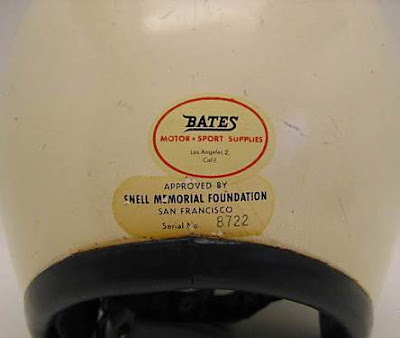 BATES
MOTOR-SPORT SUPPLIES
Los Angeles 2,
Calif.
APPROVED BY
SNELL MEMORIAL FOUNDATION
SAN FRANCISCO
Serial No. 8722